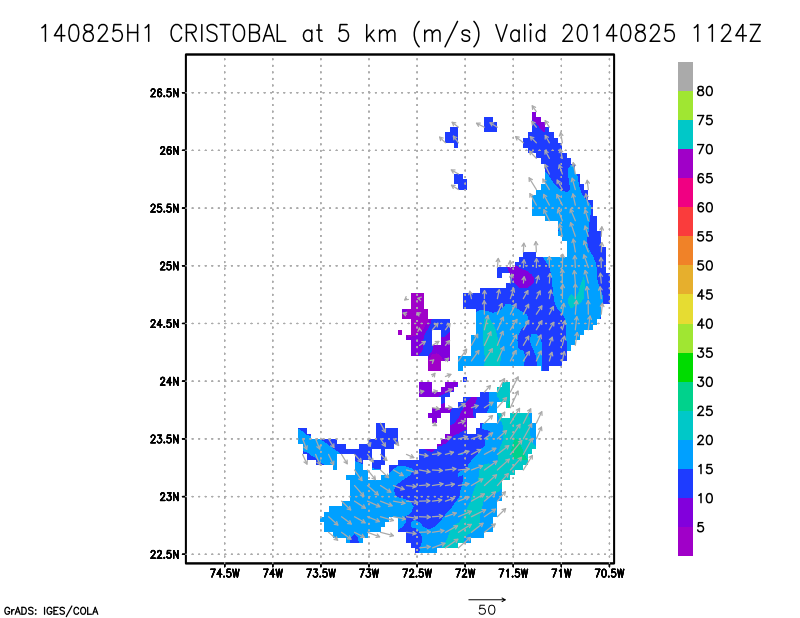 140825H1 CRISTOBAL at 5 km (m/s) Valid 20140825 1124Z
26.5N
26N
25.5N
25N
24.5N
24N
23.5N
23N
22.5N
74.5W 74W 73.5W 73W 72.5W 72W 71.5W 71W 70.5W
80
75
70
65
60
55
50
45
40
35
30
25
20
15
10
5
50
GrADS: IGES/COLA